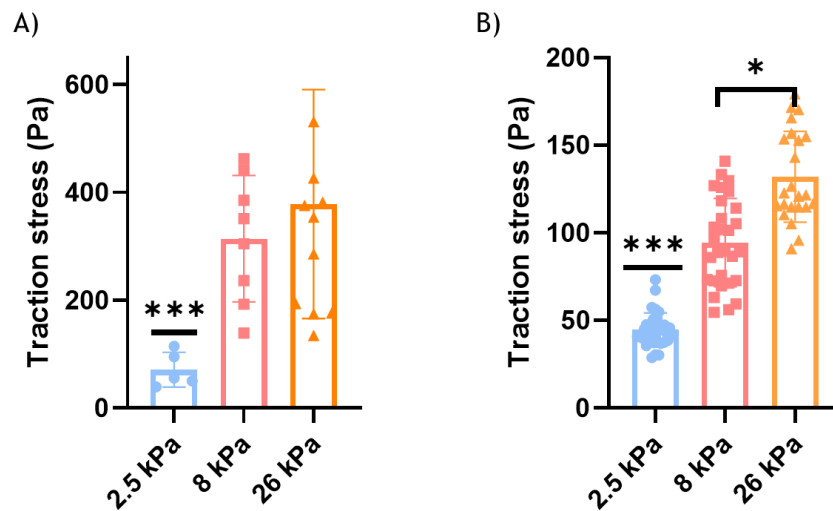 A)
Traction stress (Pa)
600
400
200
0
***
2.5 kPa
8 kPa
26 kPa
B)
Traction stress (Pa)
200
150
100
50
0
***
*
2.5 kPa
8 kPa
26 kPa